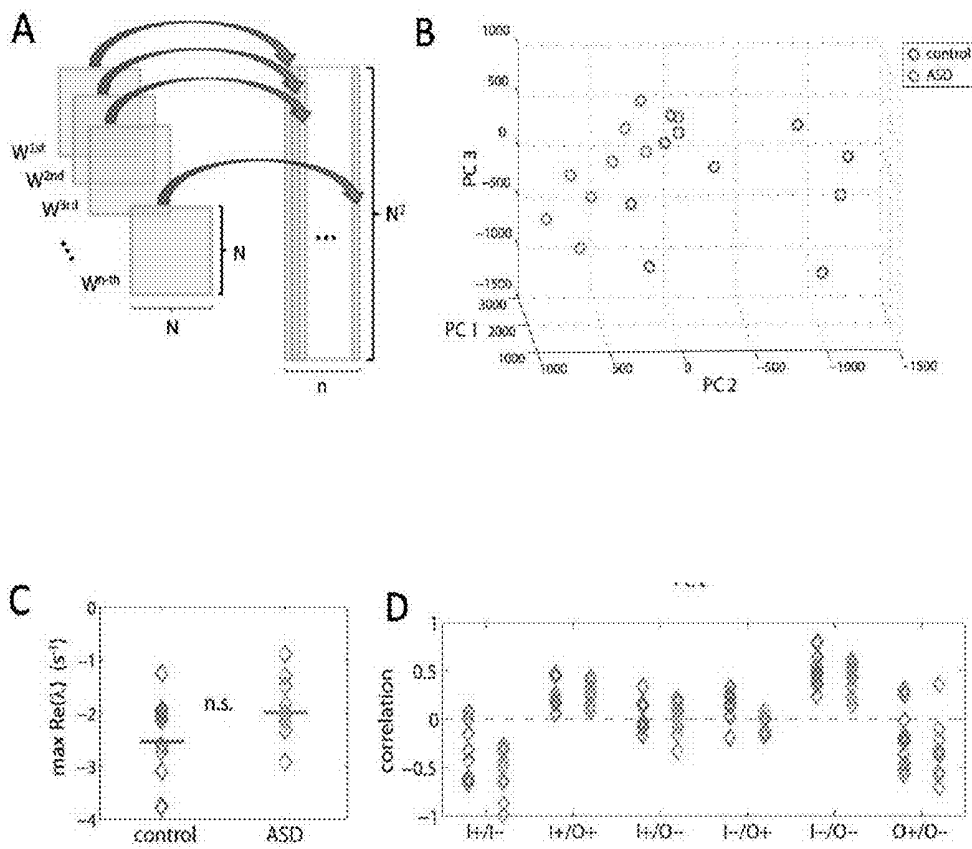 A
W1st
W2nd
W3rd
Wn-th
N
N
N²
n
...
B
1000
500
0
-500
-1000
-1500
3000
2000
1000
PC 3
PC 1
PC 2
1000
500
0
-500
-1000
-1500
control
ASD
C
max Re(λ) (s⁻¹)
0
-1
-2
-3
-4
n.s.
control
ASD
D
correlation
1
0.5
0
-0.5
-1
I+/I-
I+/O+
I+/O-
I-/O+
I-/O-
O+/O-